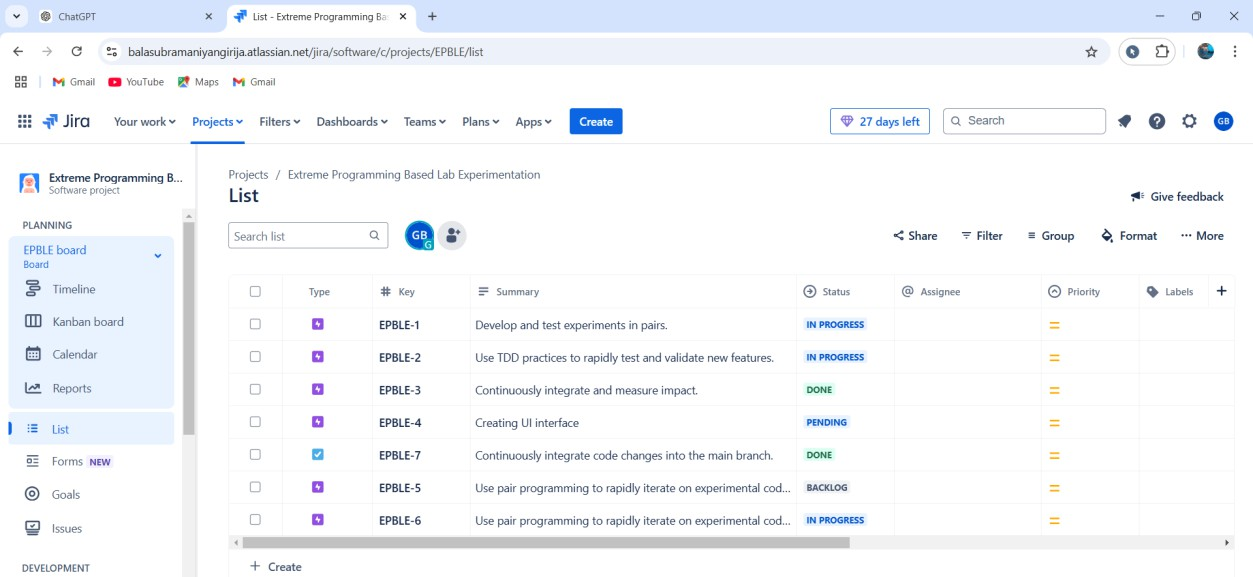 ChatGPT
List - Extreme Programming Ba
balasubramaniyangirija.atlassian.net/jira/software/c/projects/EPBLE/list
Gmail YouTube Maps Gmail
Jira Your work Projects Filters Dashboards Teams Plans Apps Create 27 days left Search GB
Extreme Programming B...
Software project
PLANNING
EPBLE board
Board
Timeline
Kanban board
Calendar
Reports
List
Forms NEW
Goals
Issues
DEVELOPMENT
Projects / Extreme Programming Based Lab Experimentation
List
Give feedback
Search list GB G Share Filter Group Format More
Type # Key Summary Status @ Assignee Priority Labels +
EPBLE-1 Develop and test experiments in pairs. IN PROGRESS
EPBLE-2 Use TDD practices to rapidly test and validate new features. IN PROGRESS
EPBLE-3 Continuously integrate and measure impact. DONE
EPBLE-4 Creating UI interface PENDING
EPBLE-7 Continuously integrate code changes into the main branch. DONE
EPBLE-5 Use pair programming to rapidly iterate on experimental cod... BACKLOG
EPBLE-6 Use pair programming to rapidly iterate on experimental cod... IN PROGRESS
+ Create